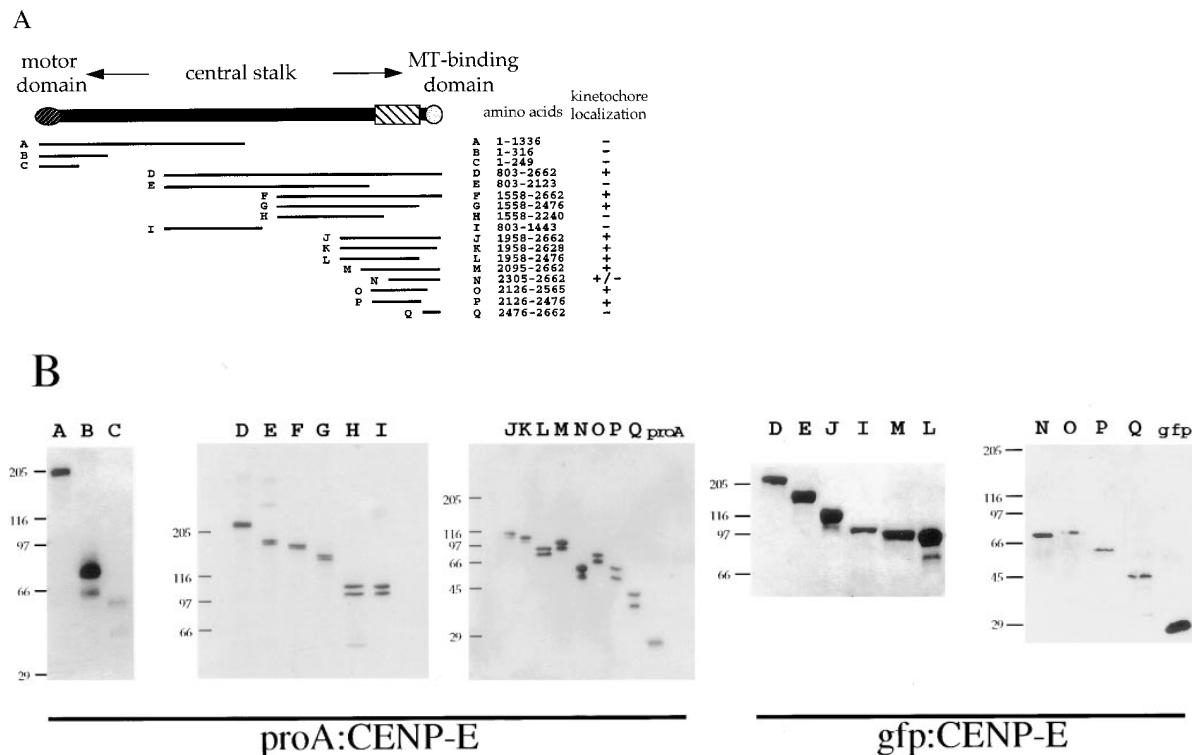 A
motor domain
central stalk
MT-binding domain
amino acids
kinetochore localization
A 1-1336 -
B 1-316 -
C 1-249 -
D 803-2662 +
E 803-2123 -
F 1558-2662 +
G 1558-2476 +
H 1558-2240 -
I 803-1443 -
J 1958-2662 +
K 1958-2628 +
L 1958-2476 +
M 2095-2662 +
N 2305-2662 +/-
O 2126-2565 +
P 2126-2476 +
Q 2476-2662 -
A
B
C
D
E
F
G
H
I
J
K
L
M
N
O
P
Q
B
A B C
205
116
97
66
29
D E F G H I
205
116
97
66
J K L M N O P Q proA
205
116
97
66
45
29
D E J I M L
205
116
97
66
N O P Q gfp
205
116
97
66
45
29
proA:CENP-E
gfp:CENP-E